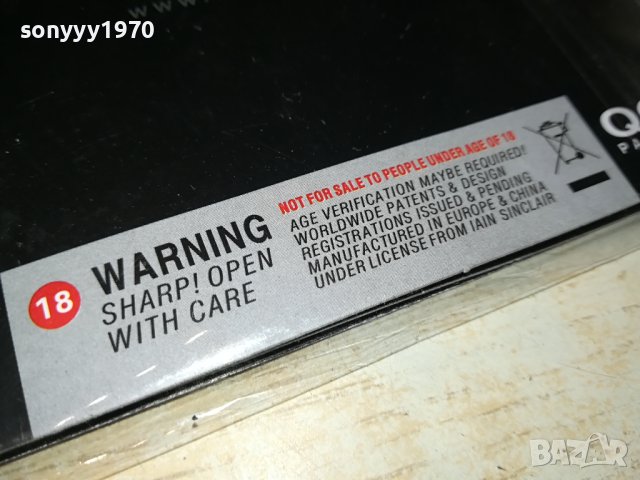 sonyyy1970
www.
18
WARNING
SHARP! OPEN
WITH CARE
NOT FOR SALE TO PEOPLE UNDER AGE OF 18
AGE VERIFICATION MAYBE REQUIRED!
WORLDWIDE PATENTS & DESIGN
REGISTRATIONS ISSUED & PENDING
MANUFACTURED IN EUROPE & CHINA
UNDER LICENSE FROM IAIN SINCLAIR
BAZAR